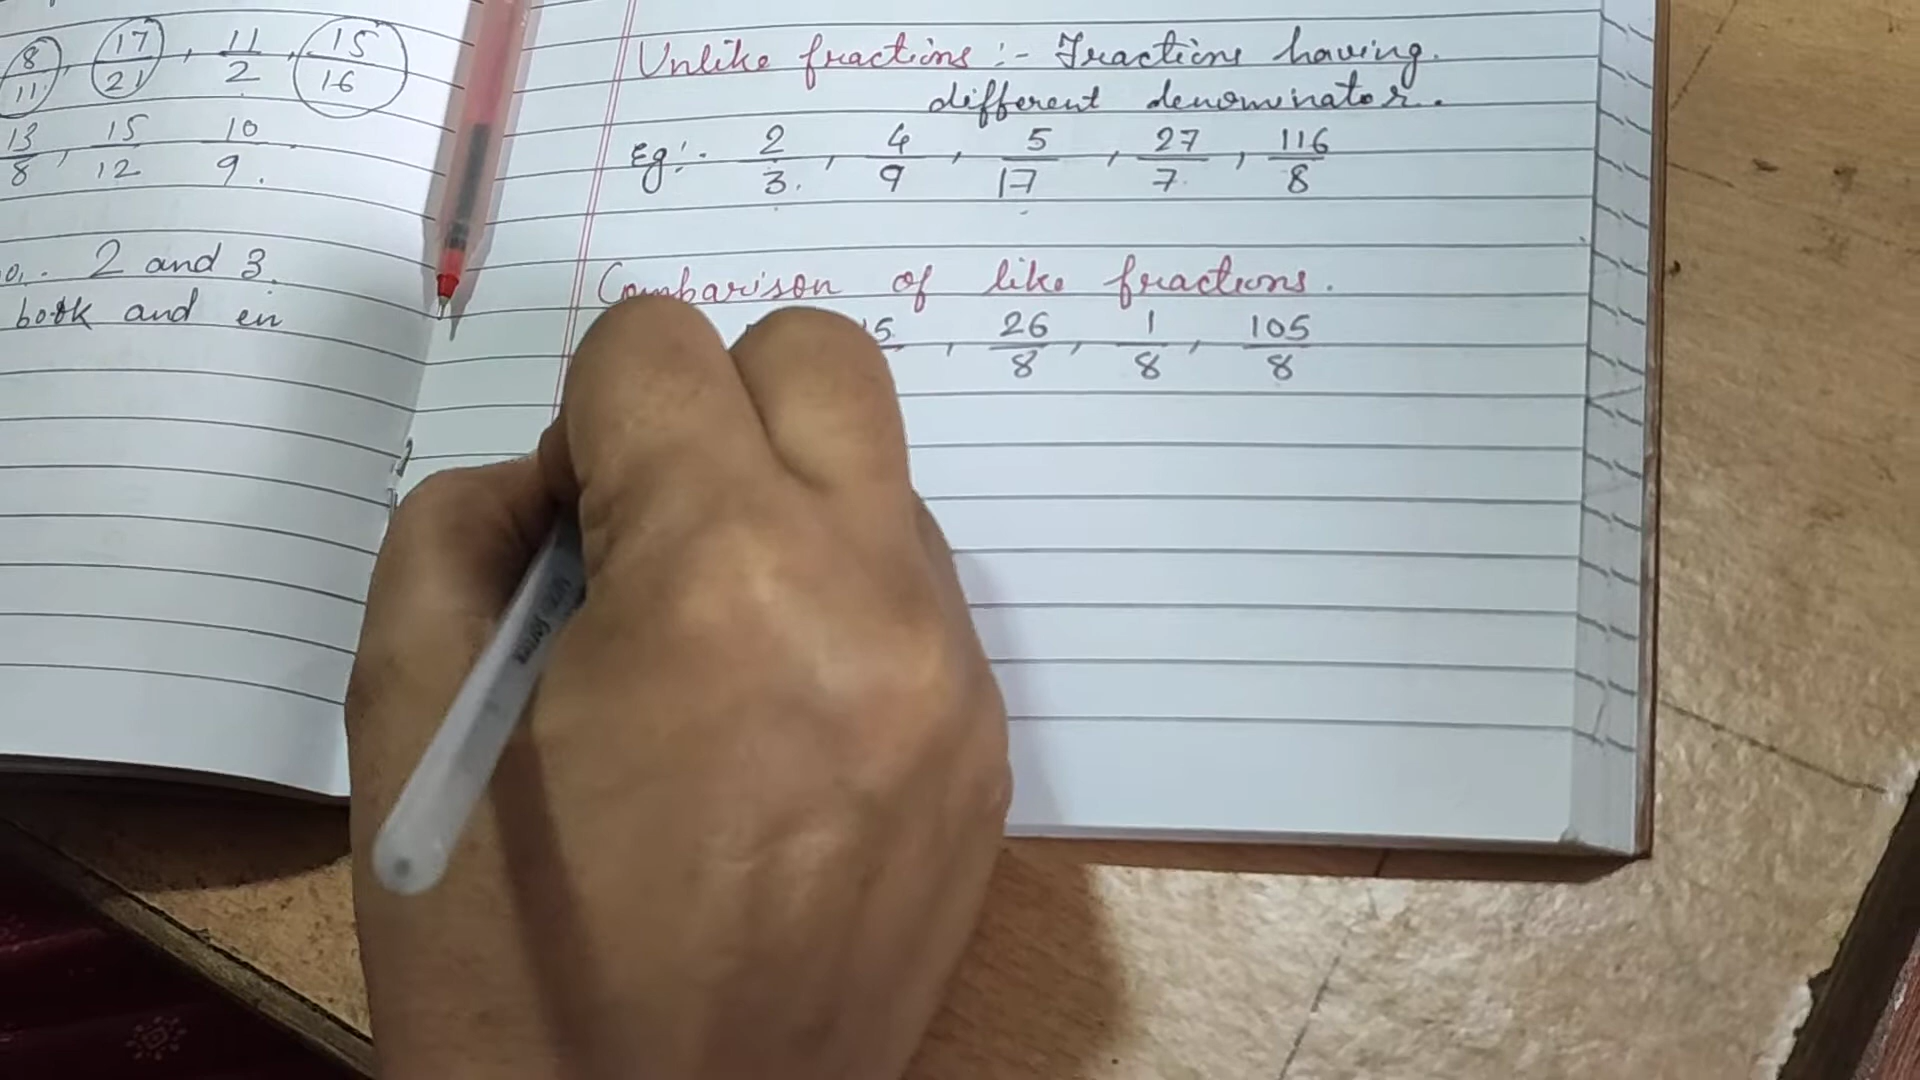 8/11, 17/21, 11/2, 15/16
13/8, 15/12 10/9.
2 and 3.
book and en
Unlike fractions :- Fractions having.
different denominator.
Eg:- 2/3, 4/9, 5/17, 27/7, 116/8
Comparison of like fractions.
5, 26/8, 1/8, 105/8